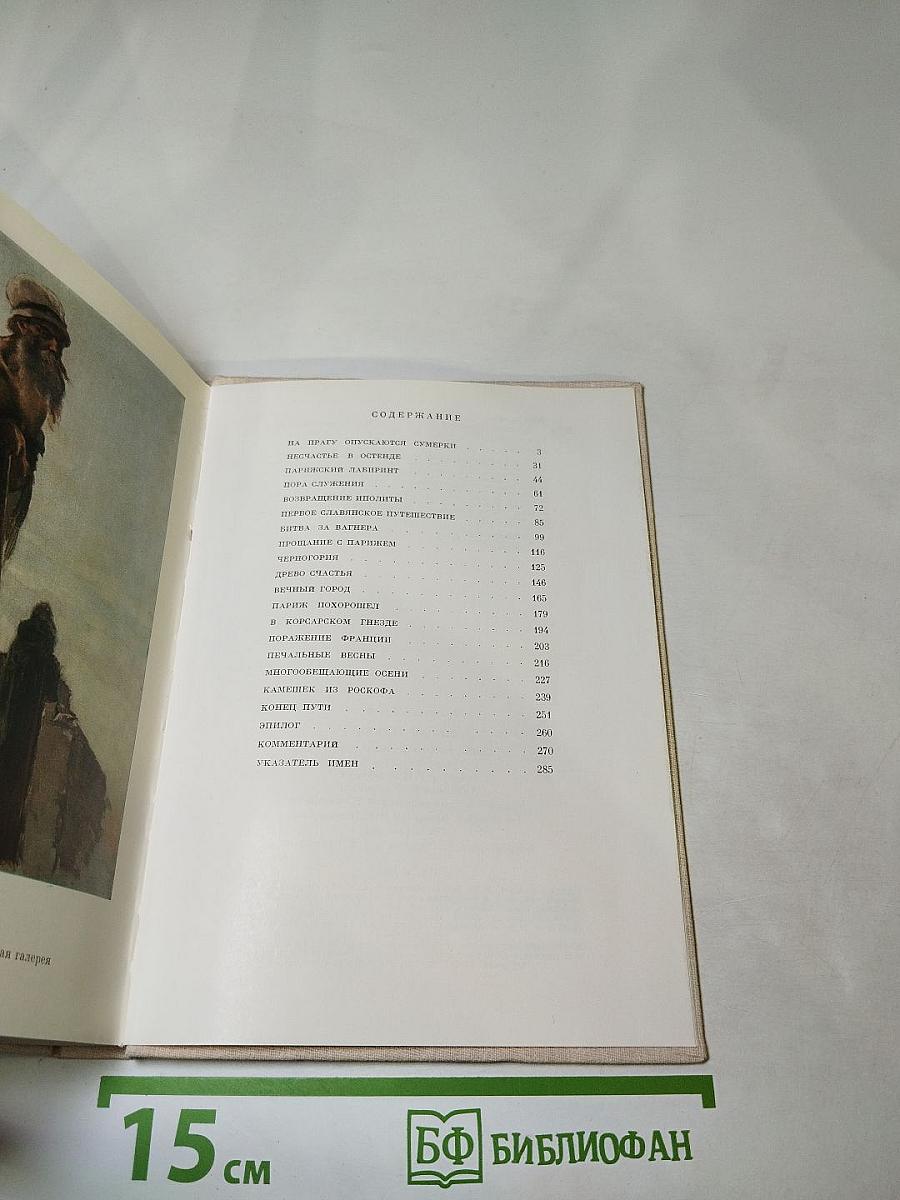 СОДЕРЖАНИЕ
НА ПРАГУ ОПУСКАЮТСЯ СУМЕРКИ . . . . . 3
НЕСЧАСТЬЕ В ОСТЕНДЕ . . . . . . . . . 31
ПАРИЖСКИЙ ЛАБИРИНТ . . . . . . . . . 44
ПОРА СЛУЖЕНИЯ . . . . . . . . . . . 61
ВОЗВРАЩЕНИЕ ИПОЛИТЫ . . . . . . . . . 72
ПЕРВОЕ СЛАВЯНСКОЕ ПУТЕШЕСТВИЕ . . . . . 85
БИТВА ЗА ВАГНЕРА . . . . . . . . . . 99
ПРОЩАНИЕ С ПАРИЖЕМ . . . . . . . . . 116
ЧЕРНОГОРИЯ . . . . . . . . . . . . 125
ДРЕВО СЧАСТЬЯ . . . . . . . . . . . 146
ВЕЧНЫЙ ГОРОД . . . . . . . . . . . 165
ПАРИЖ ПОХОРОШЕЛ . . . . . . . . . . 179
В КОРСАРСКОМ ГНЕЗДЕ . . . . . . . . . 194
ПОРАЖЕНИЕ ФРАНЦИИ . . . . . . . . . 203
ПЕЧАЛЬНЫЕ ВЕСНЫ . . . . . . . . . . 216
МНОГООБЕЩАЮЩИЕ ОСЕНИ . . . . . . . . 227
КАМЕШЕК ИЗ РОСКОФА . . . . . . . . . 239
КОНЕЦ ПУТИ . . . . . . . . . . . . 251
ЭПИЛОГ . . . . . . . . . . . . . 260
КОММЕНТАРИЙ . . . . . . . . . . . 270
УКАЗАТЕЛЬ ИМЕН . . . . . . . . . . 285
ая галерея
15 см
БФ БИБЛИОФАН